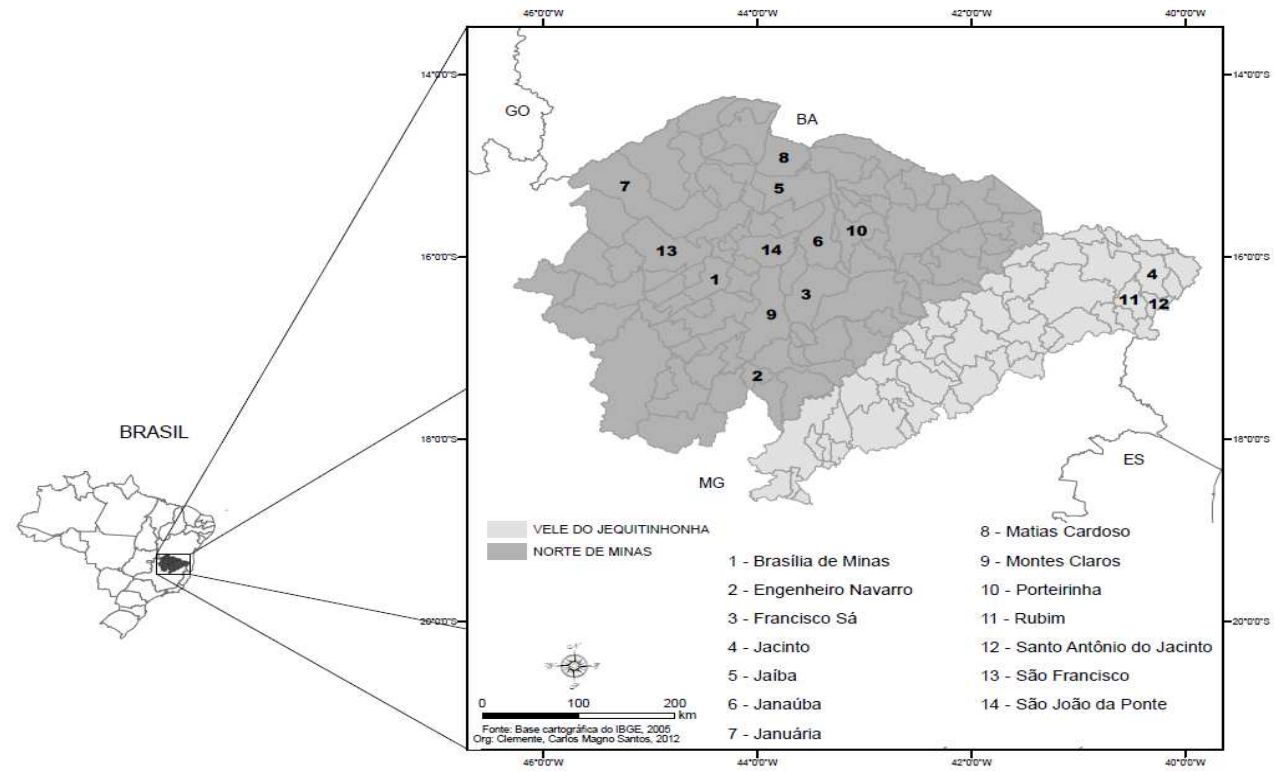 46°0'0"W 44°0'0"W 42°0'0"W 40°0'0"W
14°0'0"S 14°0'0"S
GO
BA
8
7
5
10
6
13
14
16°0'0"S 16°0'0"S
1
4
3
11
12
9
2
BRASIL
18°0'0"S 18°0'0"S
ES
MG
VELE DO JEQUITINHONHA
NORTE DE MINAS
1 - Brasília de Minas
2 - Engenheiro Navarro
3 - Francisco Sá
4 - Jacinto
5 - Jaíba
6 - Janaúba
7 - Januária
8 - Matias Cardoso
9 - Montes Claros
10 - Porteirinha
11 - Rubim
12 - Santo Antônio do Jacinto
13 - São Francisco
14 - São João da Ponte
20°0'0"S 20°0'0"S
0 100 200
km
Fonte: Base cartográfica do IBGE, 2005
Org: Clemente, Carlos Magno Santos, 2012
46°0'0"W 44°0'0"W 42°0'0"W 40°0'0"W